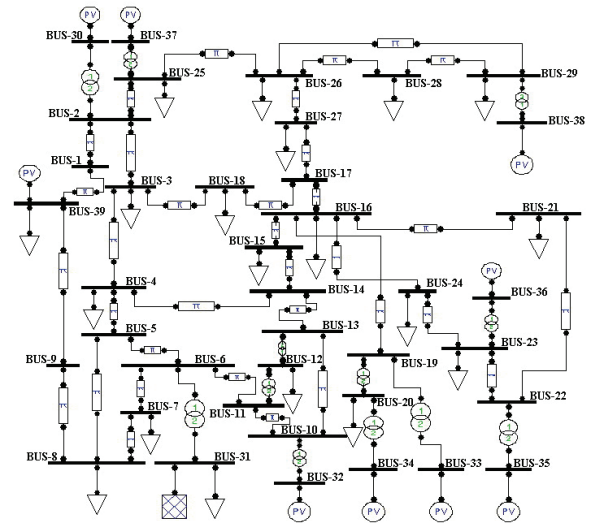 PV PV
BUS-30 BUS-37
BUS-25 BUS-26 BUS-28 BUS-29
BUS-2 BUS-27 BUS-38
PV
BUS-1
PV
BUS-39 BUS-3 BUS-18 BUS-17
BUS-16 BUS-21
BUS-15
BUS-4 BUS-14 BUS-24 PV
BUS-36
BUS-5 BUS-13
BUS-23
BUS-9 BUS-6 BUS-12 BUS-19
BUS-7 BUS-11 BUS-20 BUS-22
BUS-10
BUS-8 BUS-31 BUS-32 BUS-34 BUS-33 BUS-35
PV PV PV PV